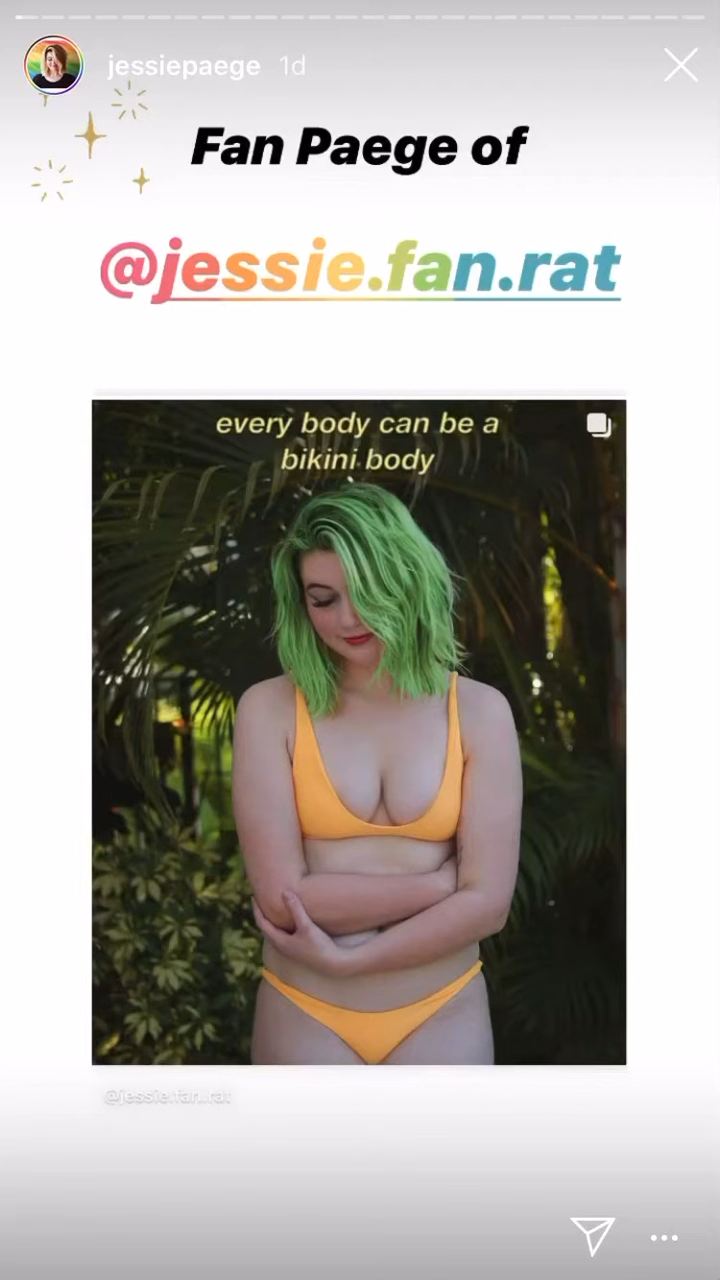 jessiepaege 1d
Fan Paege of
@jessie.fan.rat
every body can be a
bikini body
@jessie.fan.rat